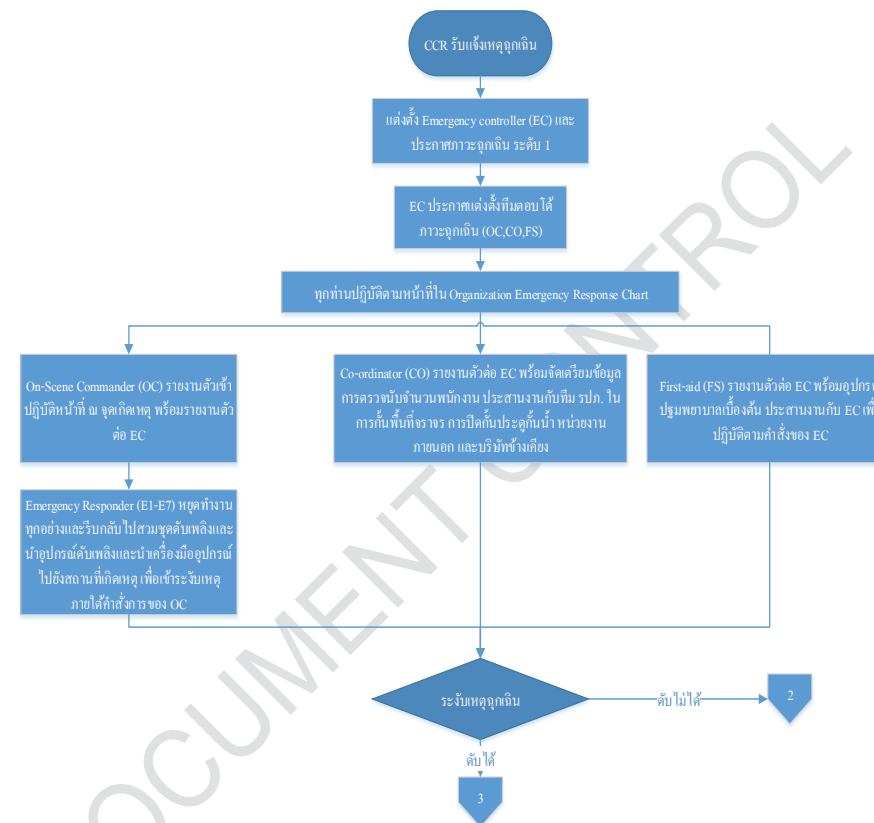 CCR รับแจ้งเหตุฉุกเฉิน
แต่งตั้ง Emergency controller (EC) และ
ประกาศภาวะฉุกเฉิน ระดับ 1
EC ประกาศแต่งตั้งทีมตอบโต้
ภาวะฉุกเฉิน (OC,CO,FS)
ทุกท่านปฏิบัติตามหน้าที่ใน Organization Emergency Response Chart
On-Scene Commander (OC) รายงานตัวเข้า
ปฏิบัติหน้าที่ ณ จุดเกิดเหตุ พร้อมรายงานตัว
ต่อ EC
Co-ordinator (CO) รายงานตัวต่อ EC พร้อมจัดเตรียมข้อมูล
การตรวจนับจำนวนพนักงาน ประสานงานกับทีม รปภ. ใน
การกั้นพื้นที่จราจร การปิดกั้นประตูกั้นน้ำ หน่วยงาน
ภายนอก และบริษัทข้างเคียง
First-aid (FS) รายงานตัวต่อ EC พร้อมอุปกรณ์
ปฐมพยาบาลเบื้องต้น ประสานงานกับ EC เพื่
ปฏิบัติตามคำสั่งของ EC
Emergency Responder (E1-E7) หยุดทำงาน
ทุกอย่างและรีบกลับไปสวมชุดดับเพลิงและ
นำอุปกรณ์ดับเพลิงและนำเครื่องมืออุปกรณ์
ไปยังสถานที่เกิดเหตุ เพื่อเข้าระงับเหตุ
ภายใต้คำสั่งการของ OC
ระงับเหตุฉุกเฉิน
ดับไม่ได้
2
ดับได้
3
OCUMENT CONTROL